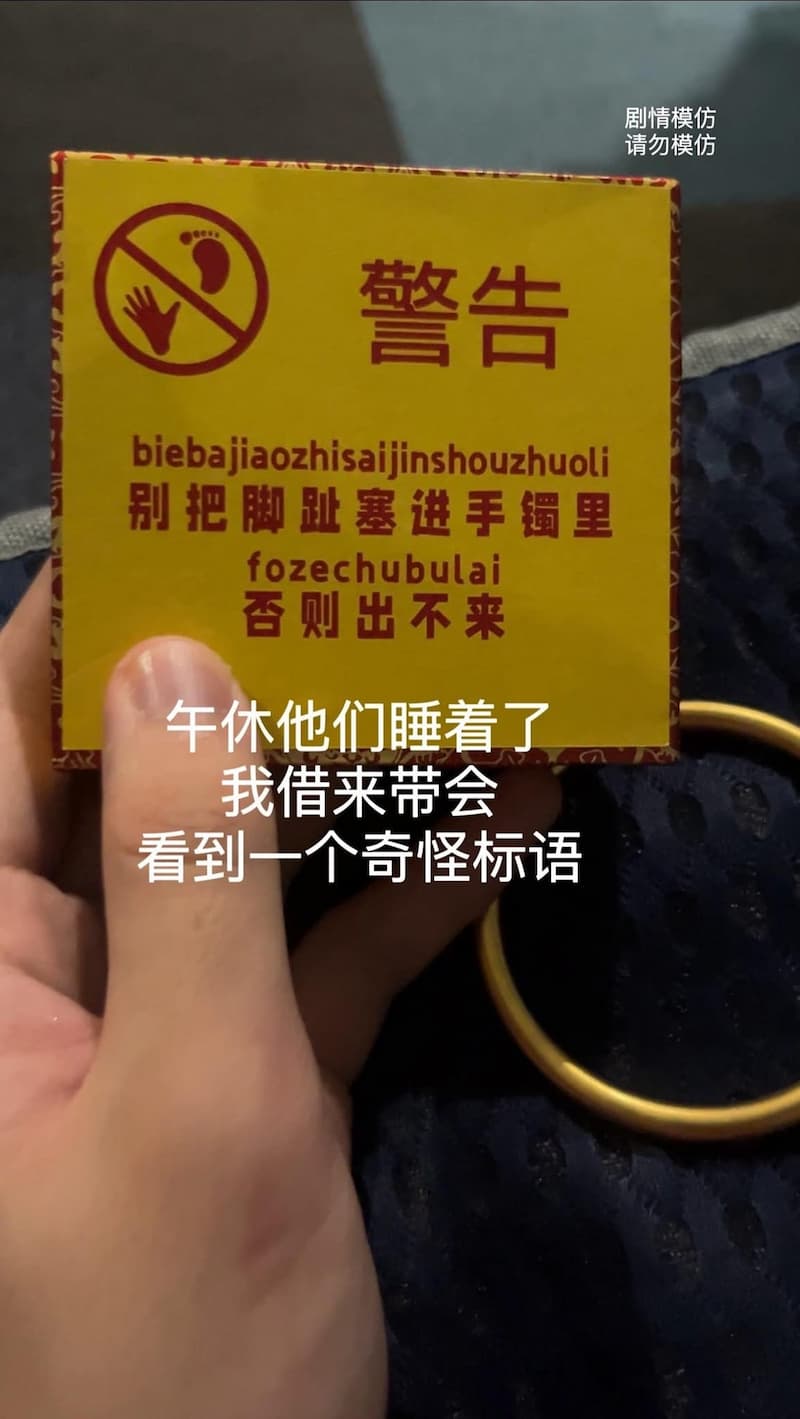 剧情模仿
请勿模仿
警告
biebajiaozhisaijinshouzhuoli
别把脚趾塞进手镯里
fozechubulai
否则出不来
午休他们睡着了
我借来带会
看到一个奇怪标语